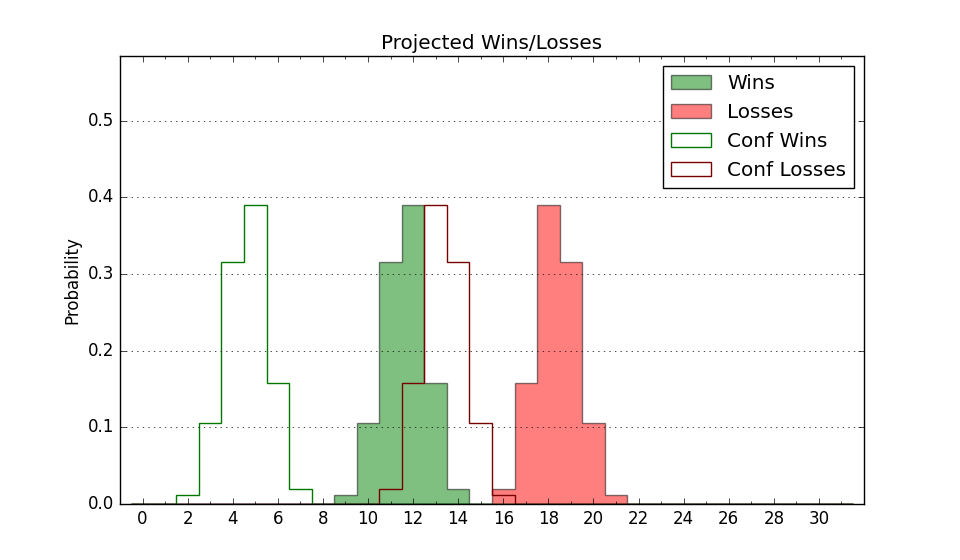 Projected Wins/Losses
Wins
Losses
Conf Wins
Conf Losses
Probability
0.5
0.4
0.3
0.2
0.1
0.0
0 2 4 6 8 10 12 14 16 18 20 22 24 26 28 30